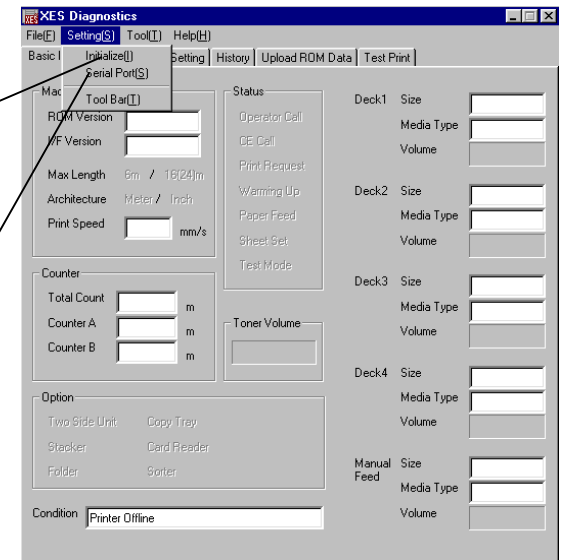 XES XES Diagnostics
File(F) Setting(S) Tool(T) Help(H)
Initialize(I)
Serial Port(S)
Tool Bar(T)
Basic I Setting History Upload ROM Data Test Print
Mac
ROM Version
I/F Version
Max Length 6m / 16(24)m
Architecture Meter / Inch
Print Speed mm/s
Status
Operator Call
CE Call
Print Request
Warming Up
Paper Feed
Sheet Set
Test Mode
Counter
Total Count m
Counter A m
Counter B m
Toner Volume
Option
Two Side Unit Copy Tray
Stacker Card Reader
Folder Sorter
Condition Printer Offline
Deck1 Size
Media Type
Volume
Deck2 Size
Media Type
Volume
Deck3 Size
Media Type
Volume
Deck4 Size
Media Type
Volume
Manual Feed Size
Media Type
Volume